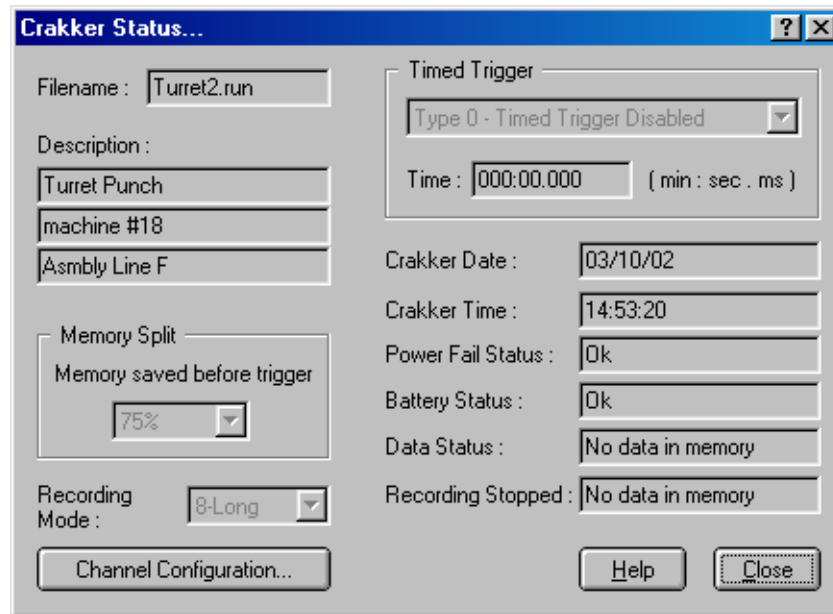 Crakker Status...
Filename : Turret2.run
Description :
Turret Punch
machine #18
Asmbly Line F
Memory Split
Memory saved before trigger
75%
Recording
Mode :
8-Long
Channel Configuration...
Timed Trigger
Type 0 - Timed Trigger Disabled
Time : 000:00.000 ( min : sec . ms )
Crakker Date : 03/10/02
Crakker Time : 14:53:20
Power Fail Status : Ok
Battery Status : Ok
Data Status : No data in memory
Recording Stopped : No data in memory
Help
Close